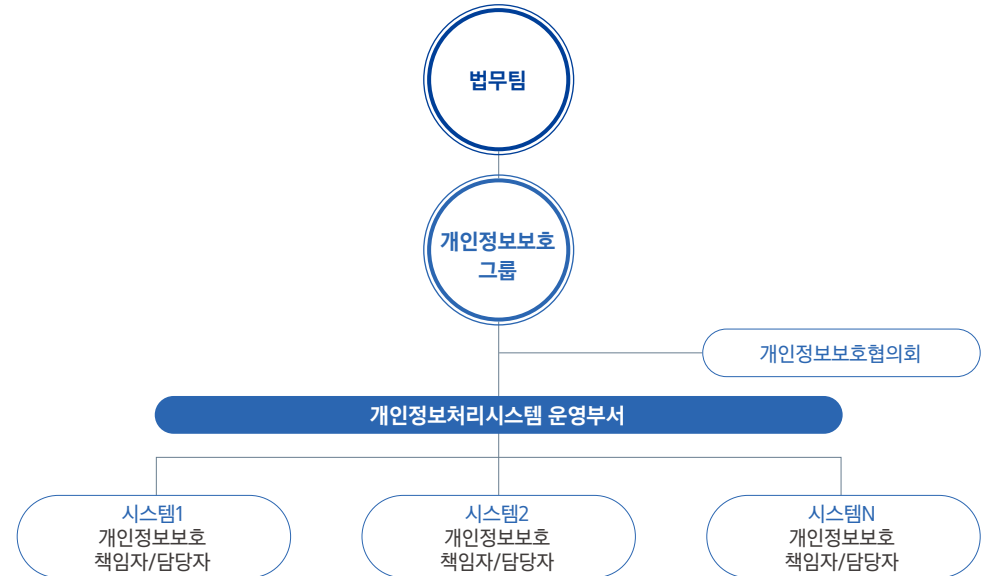 법무팀
개인정보보호
그룹
개인정보보호협의회
개인정보처리시스템 운영부서
시스템1
개인정보보호
책임자/담당자
시스템2
개인정보보호
책임자/담당자
시스템N
개인정보보호
책임자/담당자